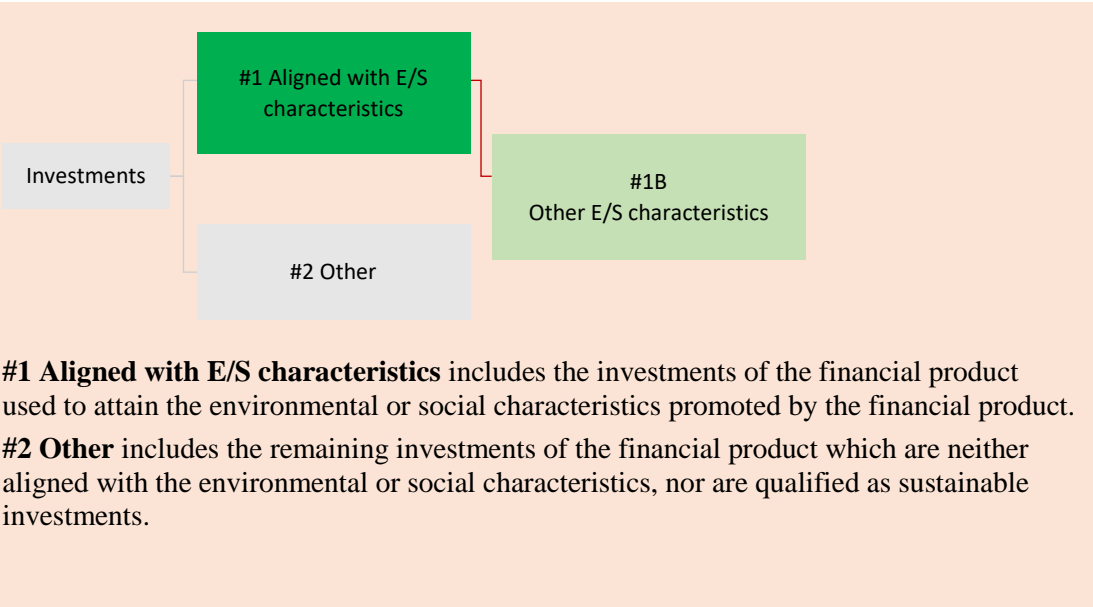 #1 Aligned with E/S
characteristics
Investments
#1B
Other E/S characteristics
#2 Other
#1 Aligned with E/S characteristics includes the investments of the financial product
used to attain the environmental or social characteristics promoted by the financial product.
#2 Other includes the remaining investments of the financial product which are neither
aligned with the environmental or social characteristics, nor are qualified as sustainable
investments.